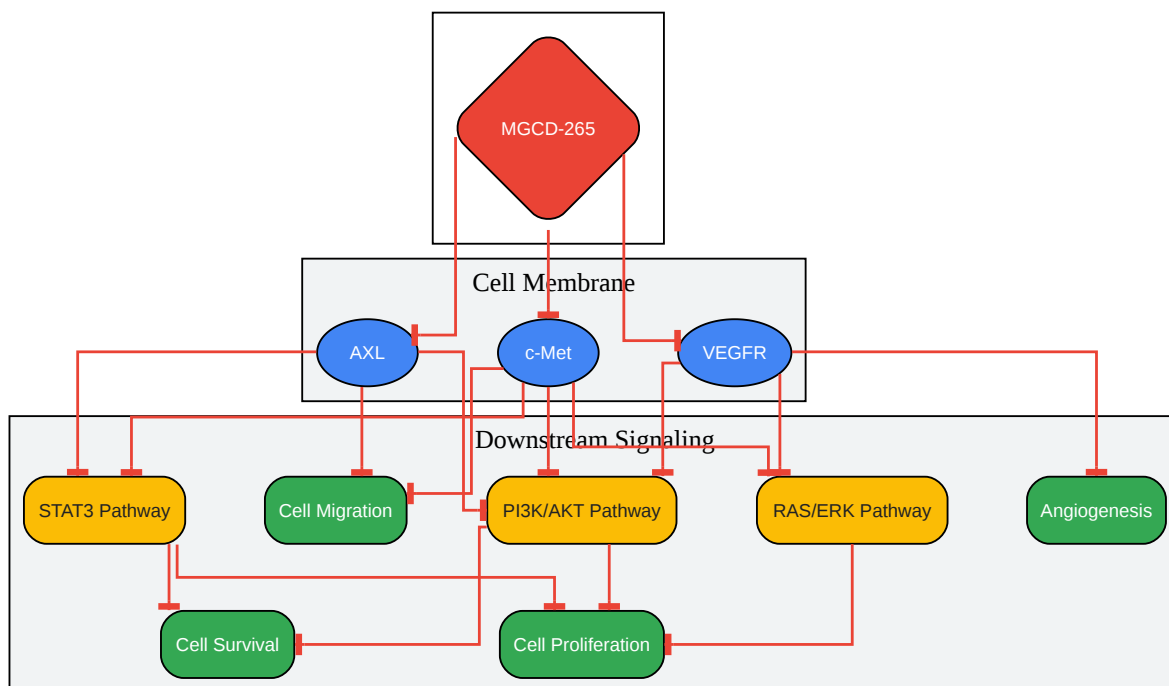 MGCD-265
Cell Membrane
AXL
c-Met
VEGFR
Downstream Signaling
STAT3 Pathway
Cell Migration
PI3K/AKT Pathway
RAS/ERK Pathway
Angiogenesis
Cell Survival
Cell Proliferation